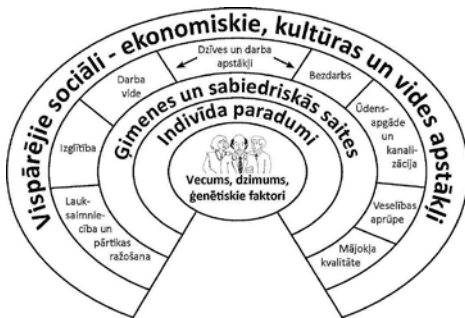 Vispārējie sociāli - ekonomiskie, kultūras un vides apstākļi
Dzīves un darba
apstākļi
Darba
vide
Bezdarbs
Izglītība
Ūdens-
apgāde
un
kanali-
zācija
Lauk-
saimnie-
cība un
pārtikas
ražošana
Veselības
aprūpe
Mājokļa
kvalitāte
Ģimenes un sabiedriskās saites
Indivīda paradumi
Vecums, dzimums,
ģenētiskie faktori